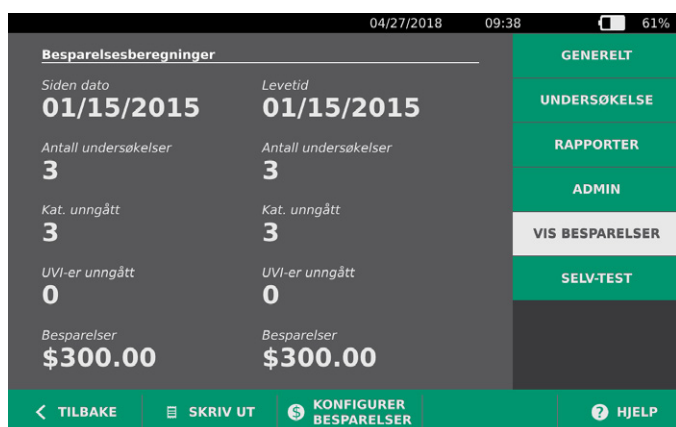 04/27/2018 09:38 61%
Besparelsesberegninger
Siden dato Levetid
01/15/2015 01/15/2015
Antall undersøkelser Antall undersøkelser
3 3
Kat. unngått Kat. unngått
3 3
UVI-er unngått UVI-er unngått
0 0
Besparelser Besparelser
$300.00 $300.00
GENERELT
UNDERSØKELSE
RAPPORTER
ADMIN
VIS BESPARELSER
SELV-TEST
TILBAKE SKRIV UT $ KONFIGURER
BESPARELSER
? HJELP